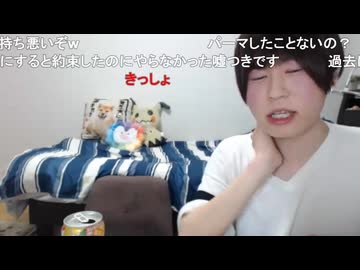 持ち悪いぞw
パーマしたことないの？
にすると約束したのにやらなかった嘘つきです
過去に
きっしょ